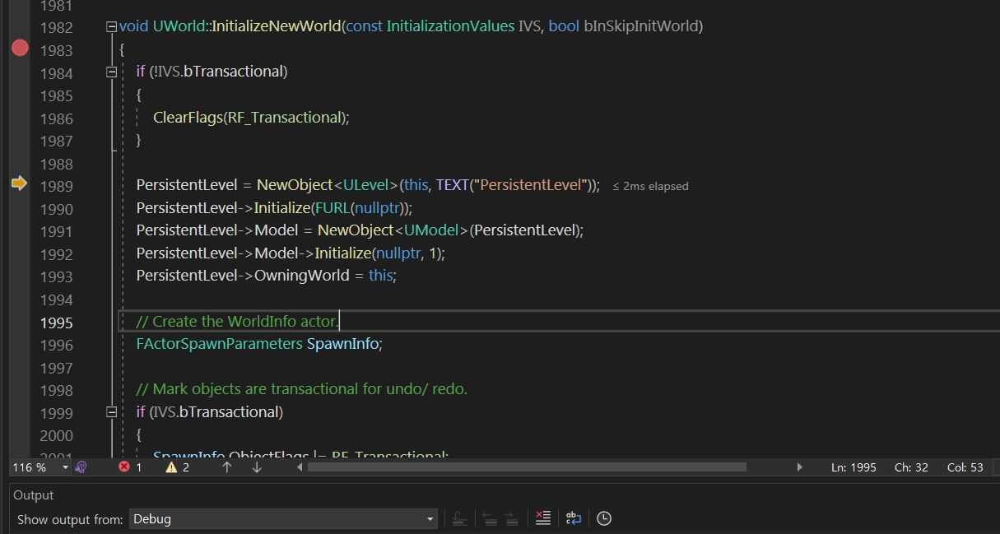 1981
1982 void UWorld::InitializeNewWorld(const InitializationValues IVS, bool bInSkipInitWorld)
1983 {
1984 if (!IVS.bTransactional)
1985 {
1986 ClearFlags(RF_Transactional);
1987 }
1988
1989 PersistentLevel = NewObject<ULevel>(this, TEXT("PersistentLevel")); ≤ 2ms elapsed
1990 PersistentLevel->Initialize(FURL(nullptr));
1991 PersistentLevel->Model = NewObject<UModel>(PersistentLevel);
1992 PersistentLevel->Model->Initialize(nullptr, 1);
1993 PersistentLevel->OwningWorld = this;
1994
1995 // Create the WorldInfo actor.
1996 FActorSpawnParameters SpawnInfo;
1997
1998 // Mark objects are transactional for undo/ redo.
1999 if (IVS.bTransactional)
2000 {
2001 SpawnInfo.ObjectFlags |= RF_Transactional;
116 % 1 2 Ln: 1995 Ch: 32 Col: 53
Output
Show output from: Debug